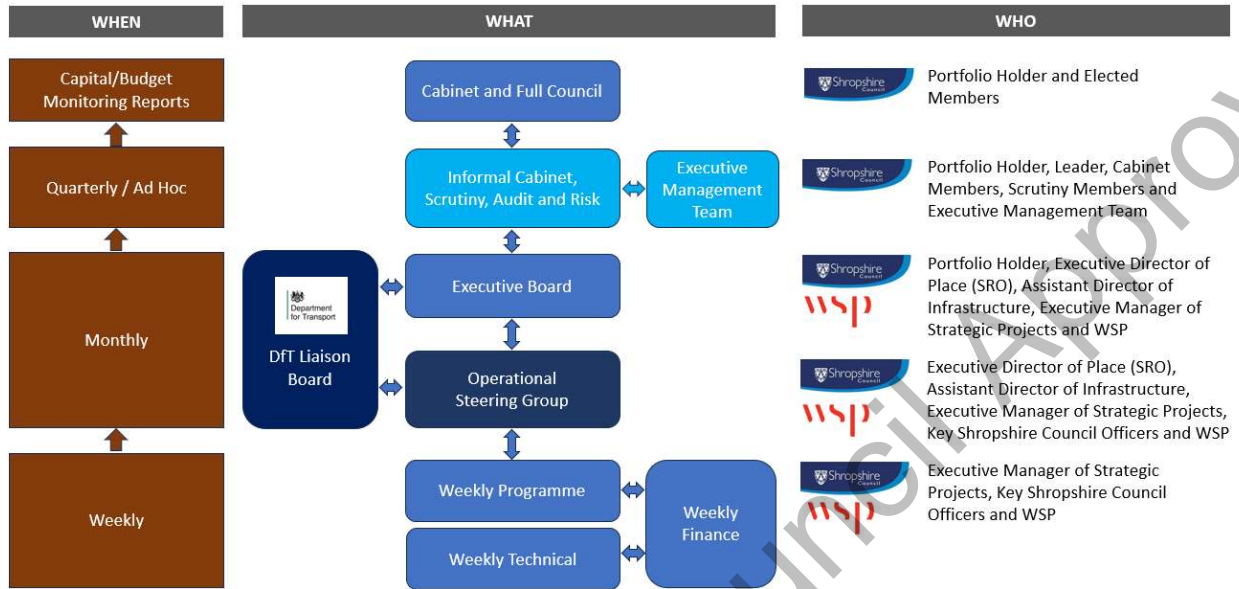 WHEN
WHAT
WHO
Capital/Budget
Monitoring Reports
Cabinet and Full Council
Shropshire
Council
Portfolio Holder and Elected
Members
Quarterly / Ad Hoc
Informal Cabinet,
Scrutiny, Audit and Risk
Executive
Management
Team
Shropshire
Council
Portfolio Holder, Leader, Cabinet
Members, Scrutiny Members and
Executive Management Team
Monthly
Department
for Transport
DfT Liaison
Board
Executive Board
Operational
Steering Group
Shropshire
Council
wsp
Portfolio Holder, Executive Director of
Place (SRO), Assistant Director of
Infrastructure, Executive Manager of
Strategic Projects and WSP
Shropshire
Council
wsp
Executive Director of Place (SRO),
Assistant Director of Infrastructure,
Executive Manager of Strategic Projects,
Key Shropshire Council Officers and WSP
Weekly
Weekly Programme
Weekly Technical
Weekly
Finance
Shropshire
Council
wsp
Executive Manager of Strategic
Projects, Key Shropshire Council
Officers and WSP